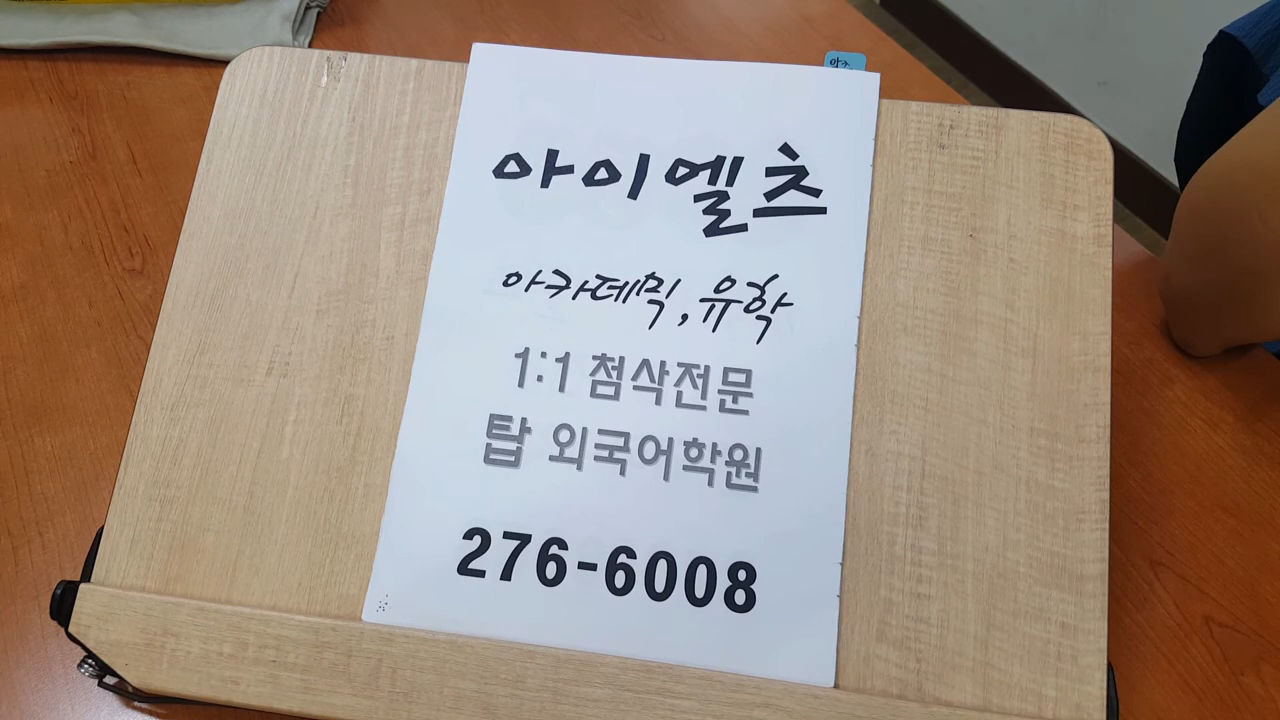 아이엘츠
아카데믹, 유학
1:1 첨삭전문
탑 외국어학원
276-6008